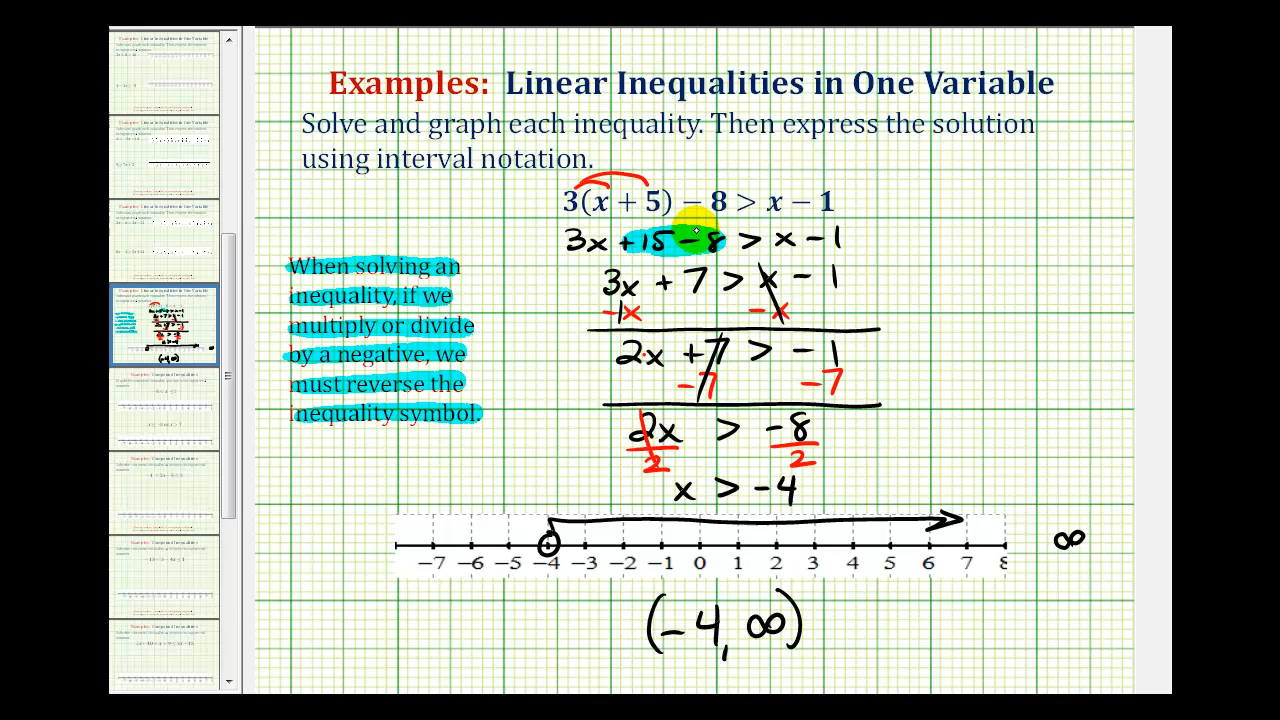 Examples: Linear Inequalities in One Variable
Solve and graph each inequality. Then express the solution
using interval notation.
3(x + 5) − 8 > x − 1
3x + 15 − 8 > x − 1
When solving an
inequality, if we
multiply or divide
by a negative, we
must reverse the
inequality symbol.
3x + 7 > x − 1
−1x − x
2x + 7 > − 1
− 7 − 7
2x > − 8
2 2
x > − 4
−7 −6 −5 −4 −3 −2 −1 0 1 2 3 4 5 6 7 8
∞
(− 4, ∞)